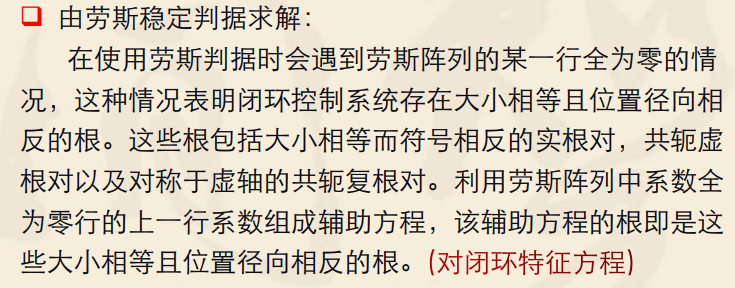 由劳斯稳定判据求解：
在使用劳斯判据时会遇到劳斯阵列的某一行全为零的情
况，这种情况表明闭环控制系统存在大小相等且位置径向相
反的根。这些根包括大小相等而符号相反的实根对，共轭虚
根对以及对称于虚轴的共轭复根对。利用劳斯阵列中系数全
为零行的上一行系数组成辅助方程，该辅助方程的根即是这
些大小相等且位置径向相反的根。(对闭环特征方程)